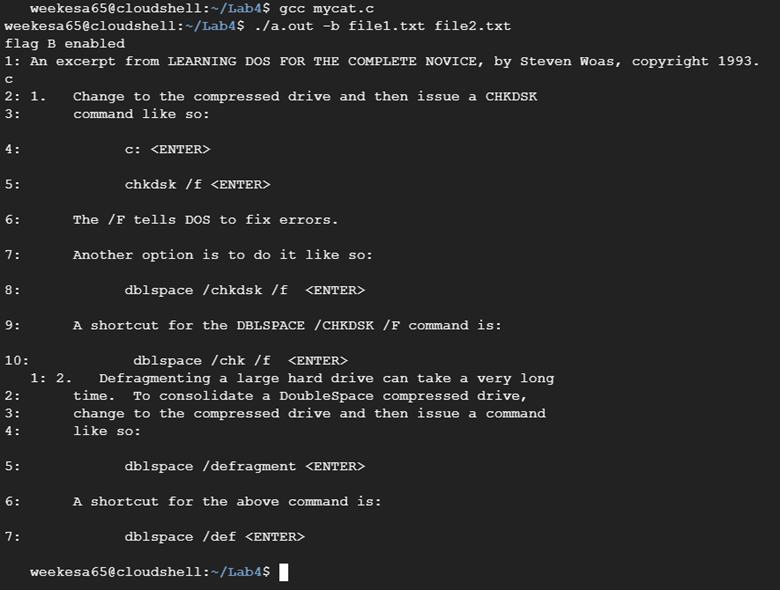 weekesa65@cloudshell:~/Lab4$ gcc mycat.c
weekesa65@cloudshell:~/Lab4$ ./a.out -b file1.txt file2.txt
flag B enabled
1: An excerpt from LEARNING DOS FOR THE COMPLETE NOVICE, by Steven Woas, copyright 1993.
c
2: 1.   Change to the compressed drive and then issue a CHKDSK
3:      command like so:
4:            c: <ENTER>
5:            chkdsk /f <ENTER>
6:      The /F tells DOS to fix errors.
7:      Another option is to do it like so:
8:            dblspace /chkdsk /f  <ENTER>
9:      A shortcut for the DBLSPACE /CHKDSK /F command is:
10:            dblspace /chk /f  <ENTER>
1: 2.   Defragmenting a large hard drive can take a very long
2:      time.  To consolidate a DoubleSpace compressed drive,
3:      change to the compressed drive and then issue a command
4:      like so:
5:            dblspace /defragment <ENTER>
6:      A shortcut for the above command is:
7:            dblspace /def <ENTER>
weekesa65@cloudshell:~/Lab4$